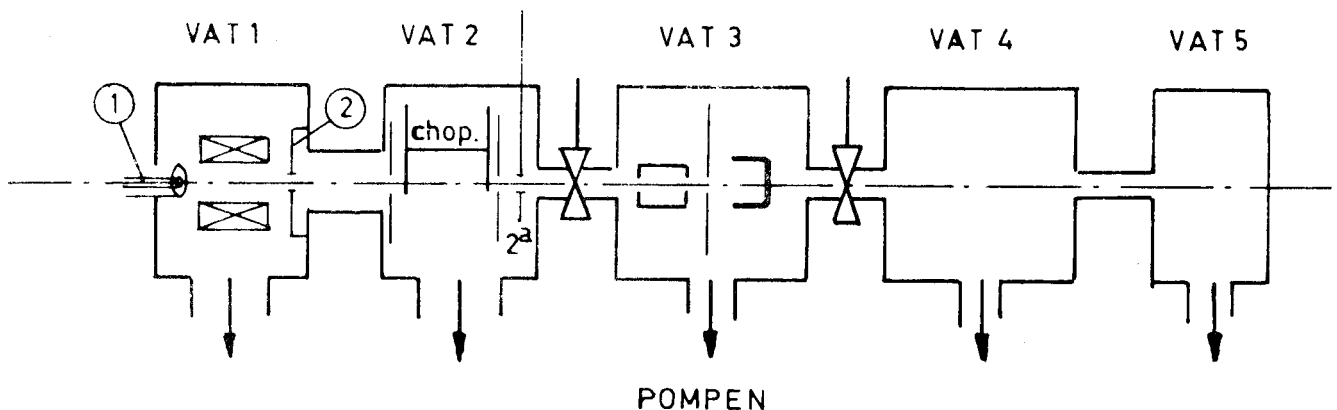 VAT 1
VAT 2
VAT 3
VAT 4
VAT 5
1
2
chop.
2a
POMPEN